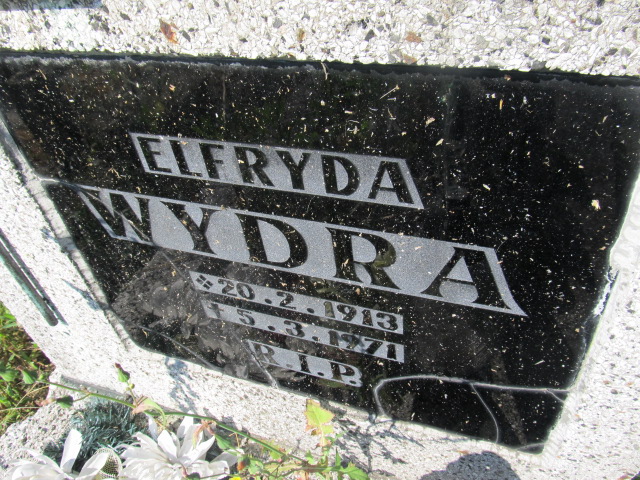 ELFRYDA
WYDRA
* 20.2.1913
† 5.3.1971
R.I.P.